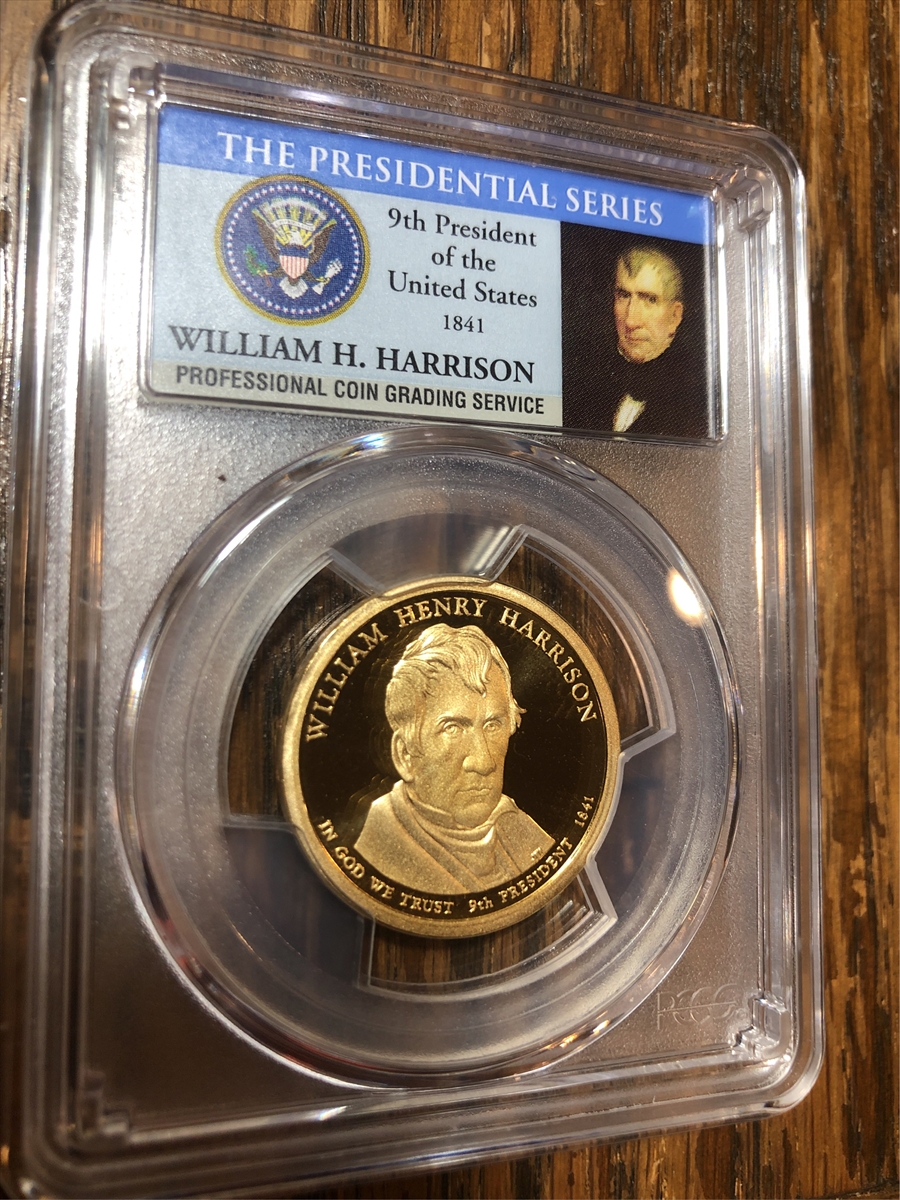 THE PRESIDENTIAL SERIES
9th President
of the
United States
1841
WILLIAM H. HARRISON
PROFESSIONAL COIN GRADING SERVICE
WILLIAM HENRY HARRISON
IN GOD WE TRUST 9th PRESIDENT 1841
PCGS